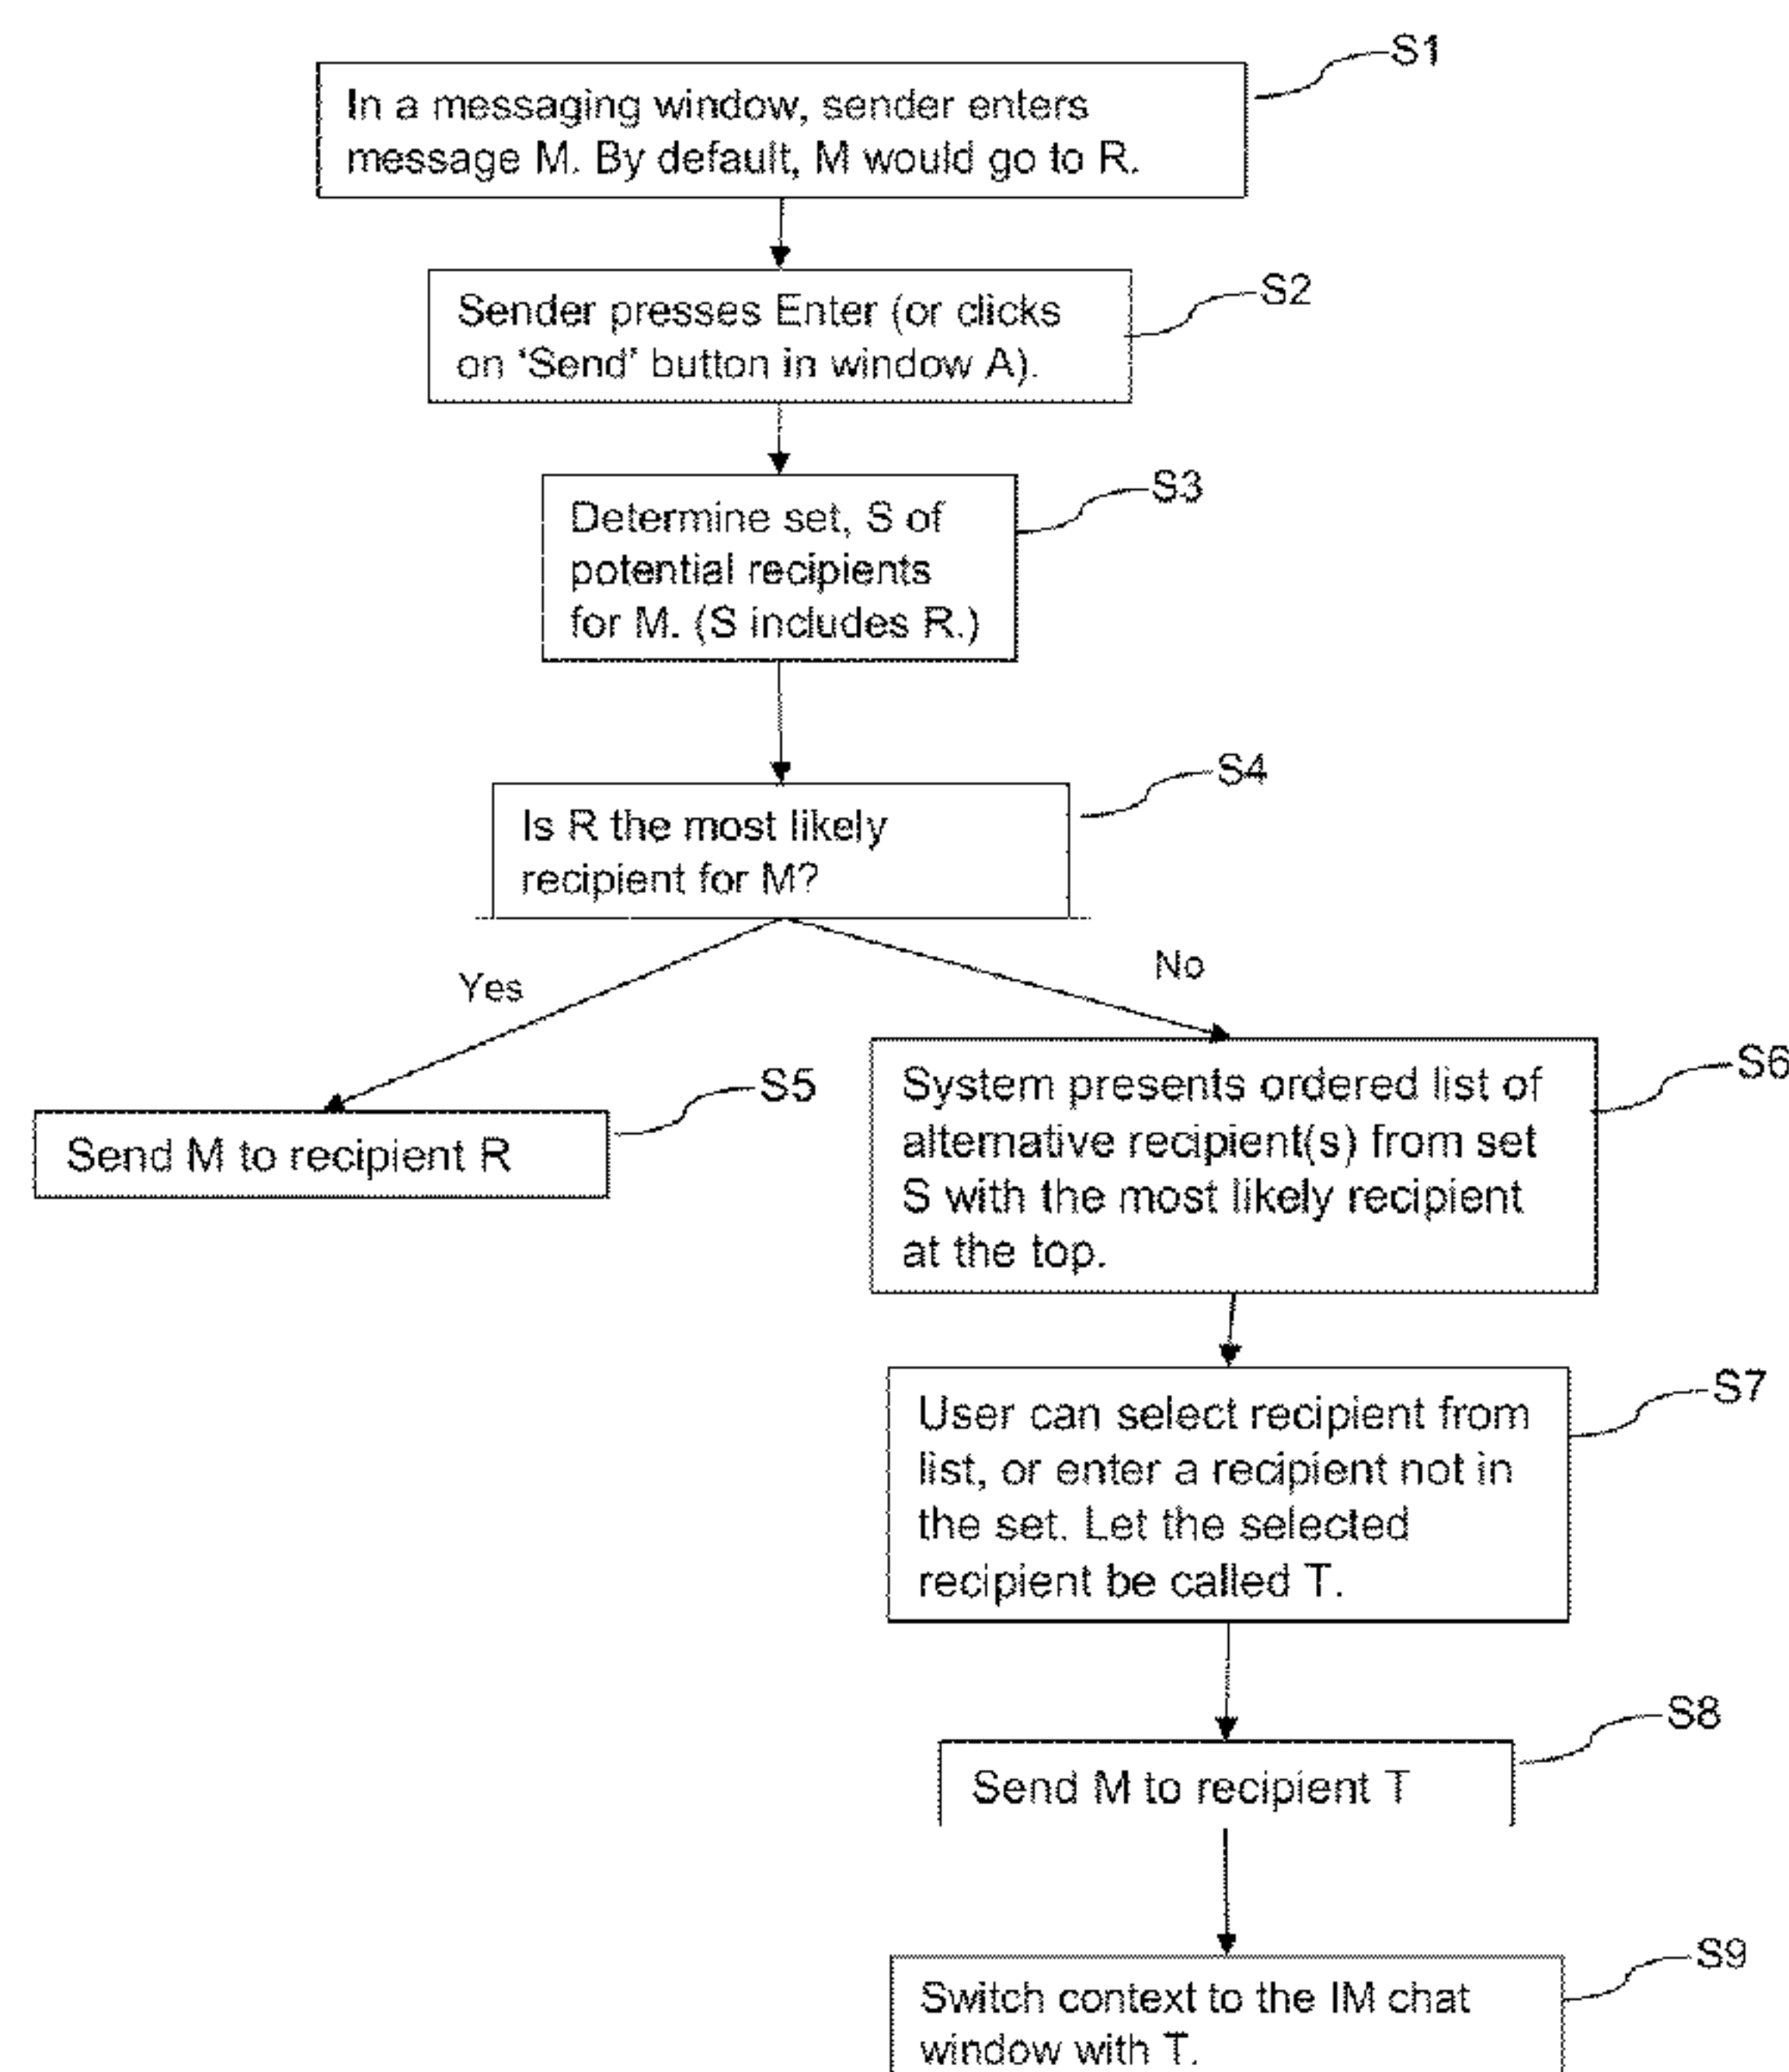 S1
In a messaging window, sender enters
message M. By default, M would go to R.
S2
Sender presses Enter (or clicks
on 'Send' button in window A).
S3
Determine set, S of
potential recipients
for M. (S includes R.)
S4
Is R the most likely
recipient for M?
Yes
No
S5
Send M to recipient R
S6
System presents ordered list of
alternative recipient(s) from set
S with the most likely recipient
at the top.
S7
User can select recipient from
list, or enter a recipient not in
the set. Let the selected
recipient be called T.
S8
Send M to recipient T
S9
Switch context to the IM chat
window with T.